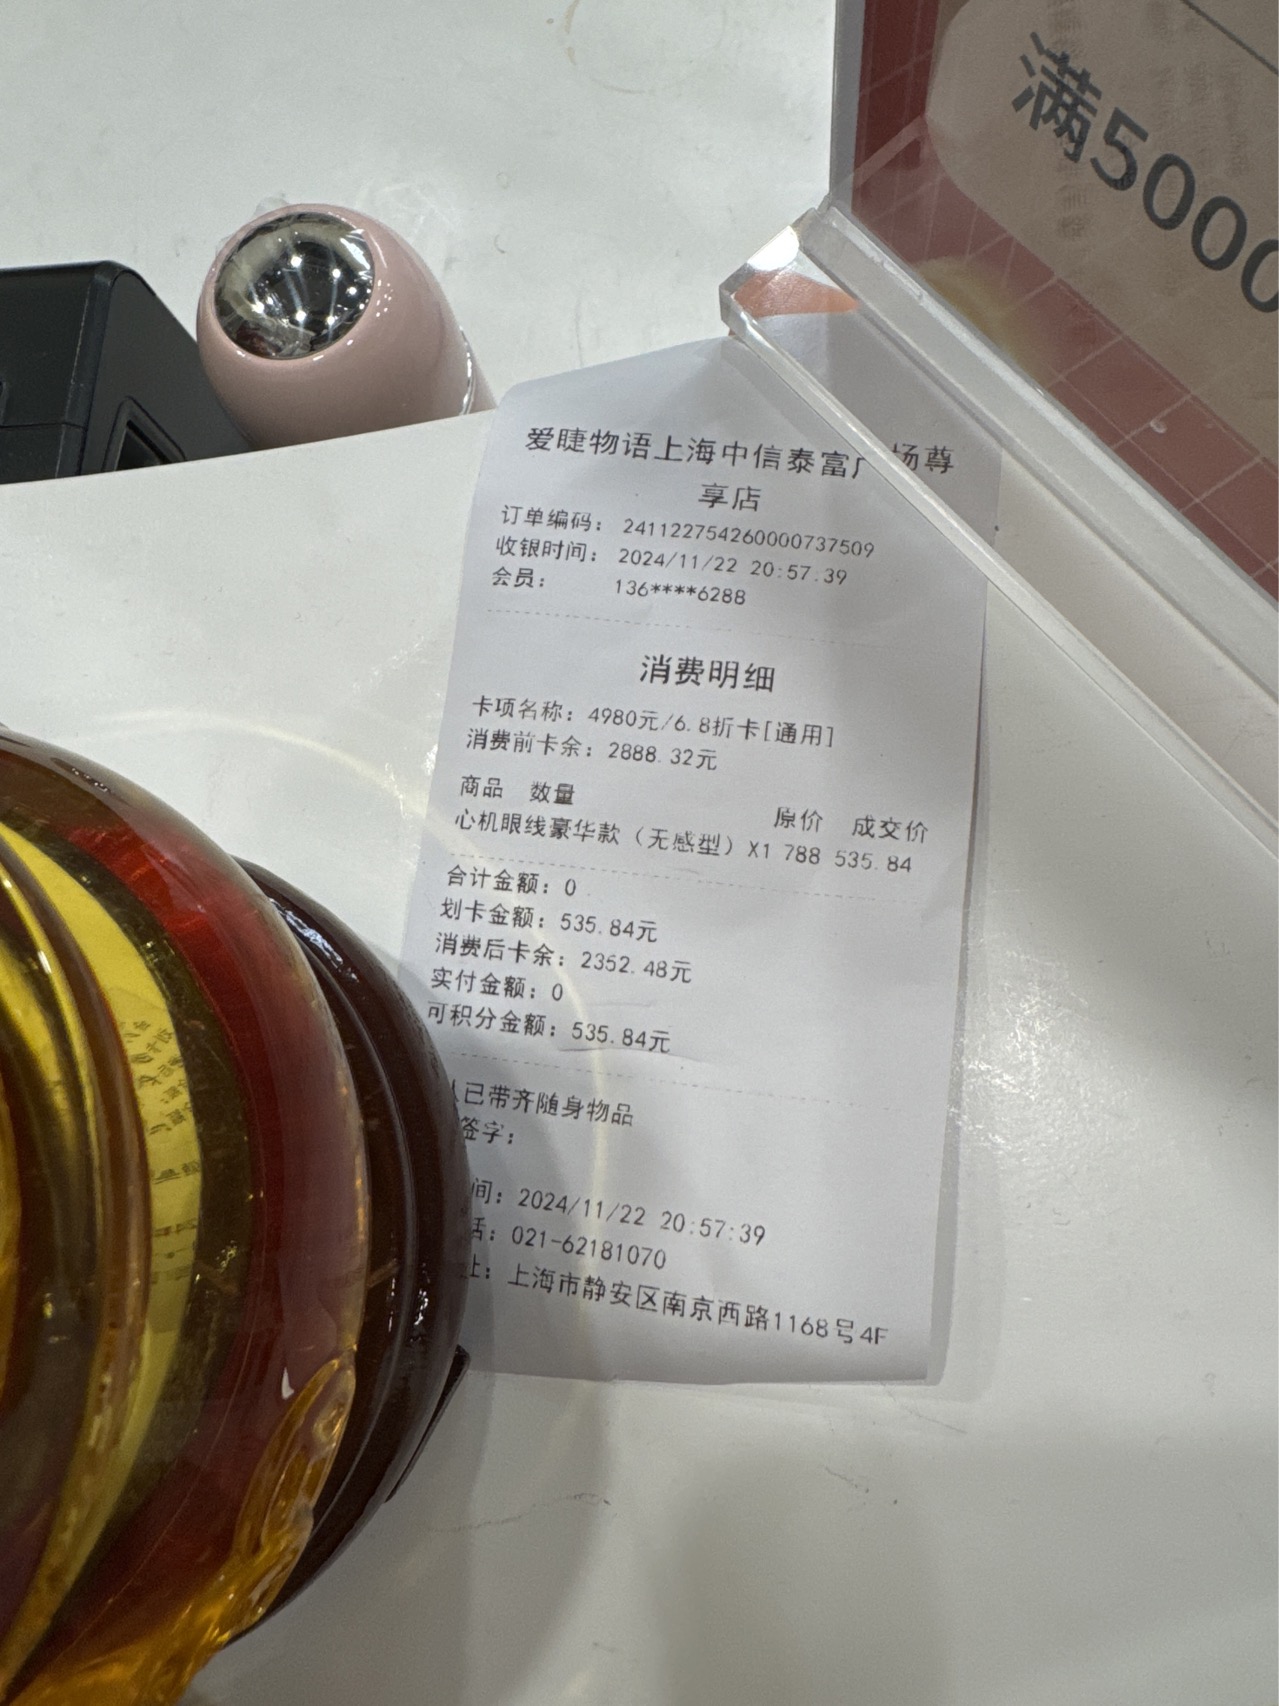 满5000
爱睫物语上海中信泰富广场尊
享店
订单编码： 241122754260000737509
收银时间： 2024/11/22 20:57:39
会员： 136****6288
消费明细
卡项名称：4980元/6.8折卡[通用]
消费前卡余：2888.32元
商品 数量 原价 成交价
心机眼线豪华款（无感型）X1 788 535.84
合计金额：0
划卡金额：535.84元
消费后卡余：2352.48元
实付金额：0
可积分金额：535.84元
人已带齐随身物品
签字：
间：2024/11/22 20:57:39
话：021-62181070
址：上海市静安区南京西路1168号4F